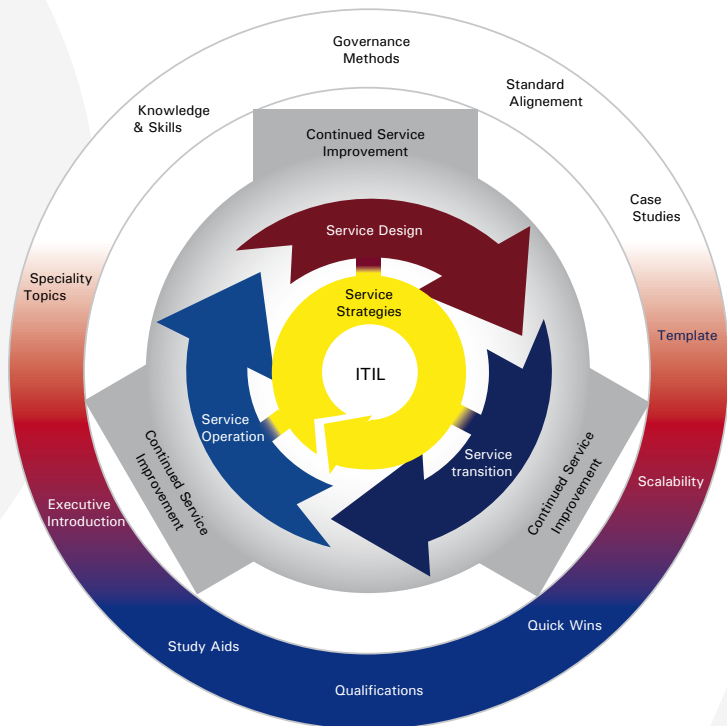 Governance
Methods
Standard
Alignement
Knowledge
& Skills
Continued Service
Improvement
Case
Studies
Service Design
Speciality
Topics
Service
Strategies
Template
ITIL
Service
Operation
Service
transition
Continued Service
Improvement
Continued Service
Improvement
Scalability
Executive
Introduction
Quick Wins
Study Aids
Qualifications